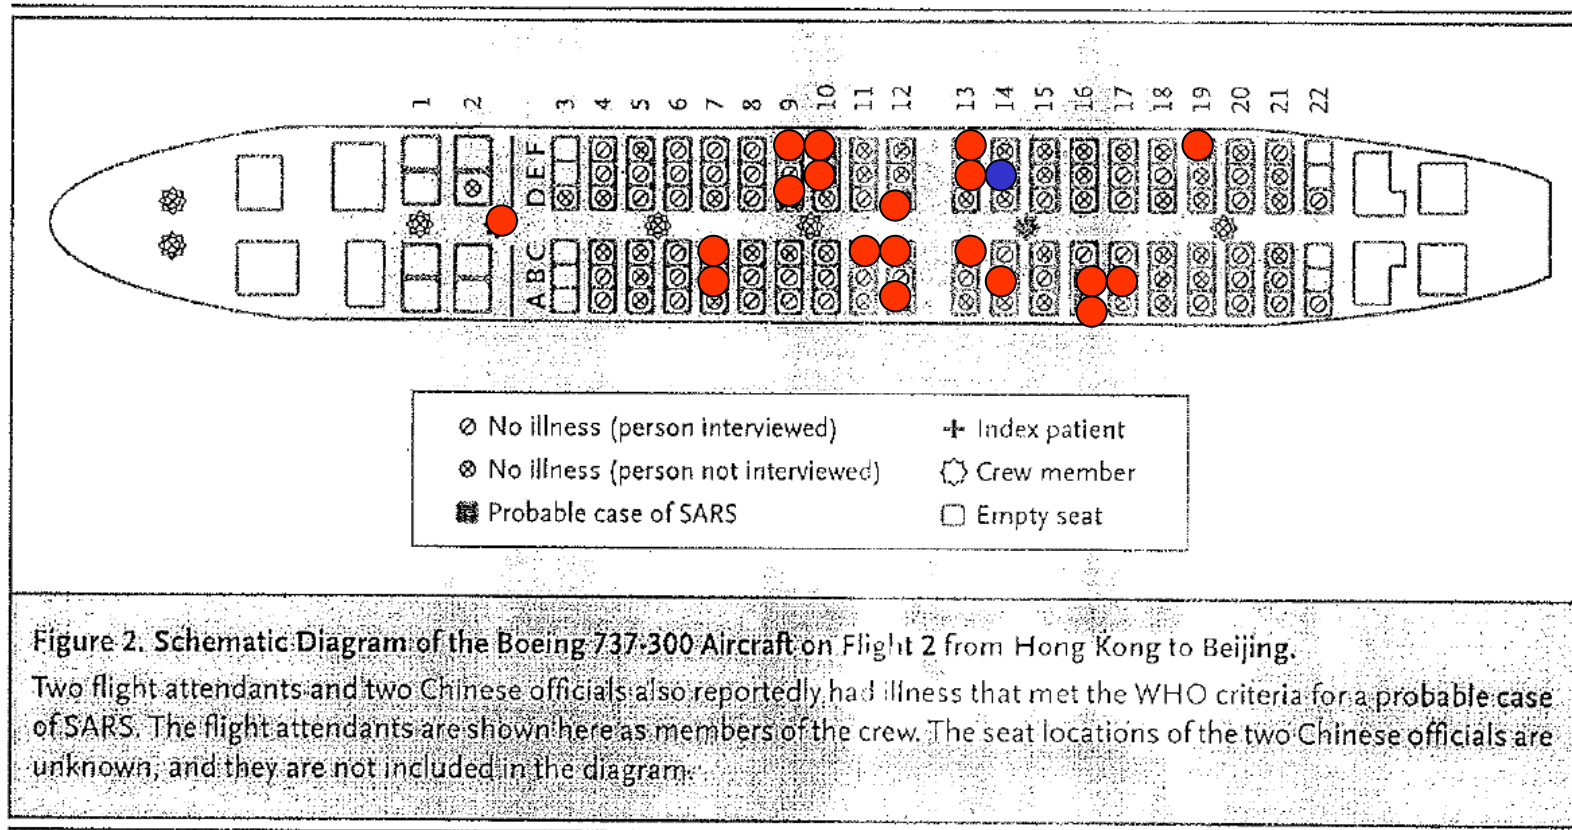 1 2 3 4 5 6 7 8 9 10 11 12 13 14 15 16 17 18 19 20 21 22
A B C D E F
No illness (person interviewed)
No illness (person not interviewed)
Probable case of SARS
Index patient
Crew member
Empty seat
Figure 2. Schematic Diagram of the Boeing 737-300 Aircraft on Flight 2 from Hong Kong to Beijing.
Two flight attendants and two Chinese officials also reportedly had illness that met the WHO criteria for a probable case
of SARS. The flight attendants are shown here as members of the crew. The seat locations of the two Chinese officials are
unknown, and they are not included in the diagram.